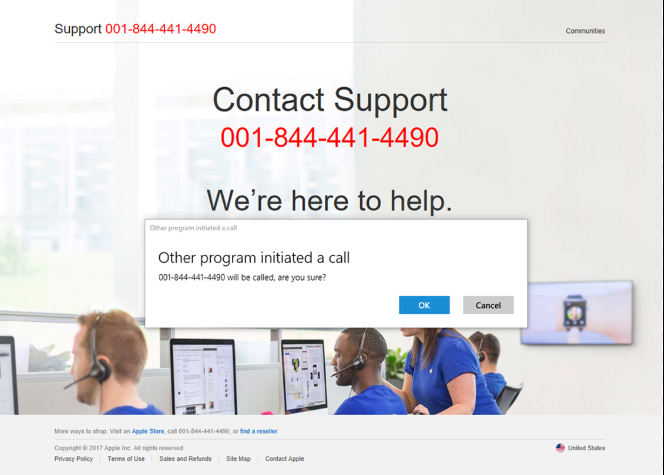 Support 001-844-441-4490
Communities
Contact Support
001-844-441-4490
We're here to help.
Other program initiated a call
Other program initiated a call
001-844-441-4490 will be called, are you sure?
OK
Cancel
More ways to shop: Visit an Apple Store, call 001-844-441-4490, or find a reseller
Copyright © 2017 Apple Inc. All rights reserved.
United States
Privacy Policy | Terms of Use | Sales and Refunds | Site Map | Contact Apple